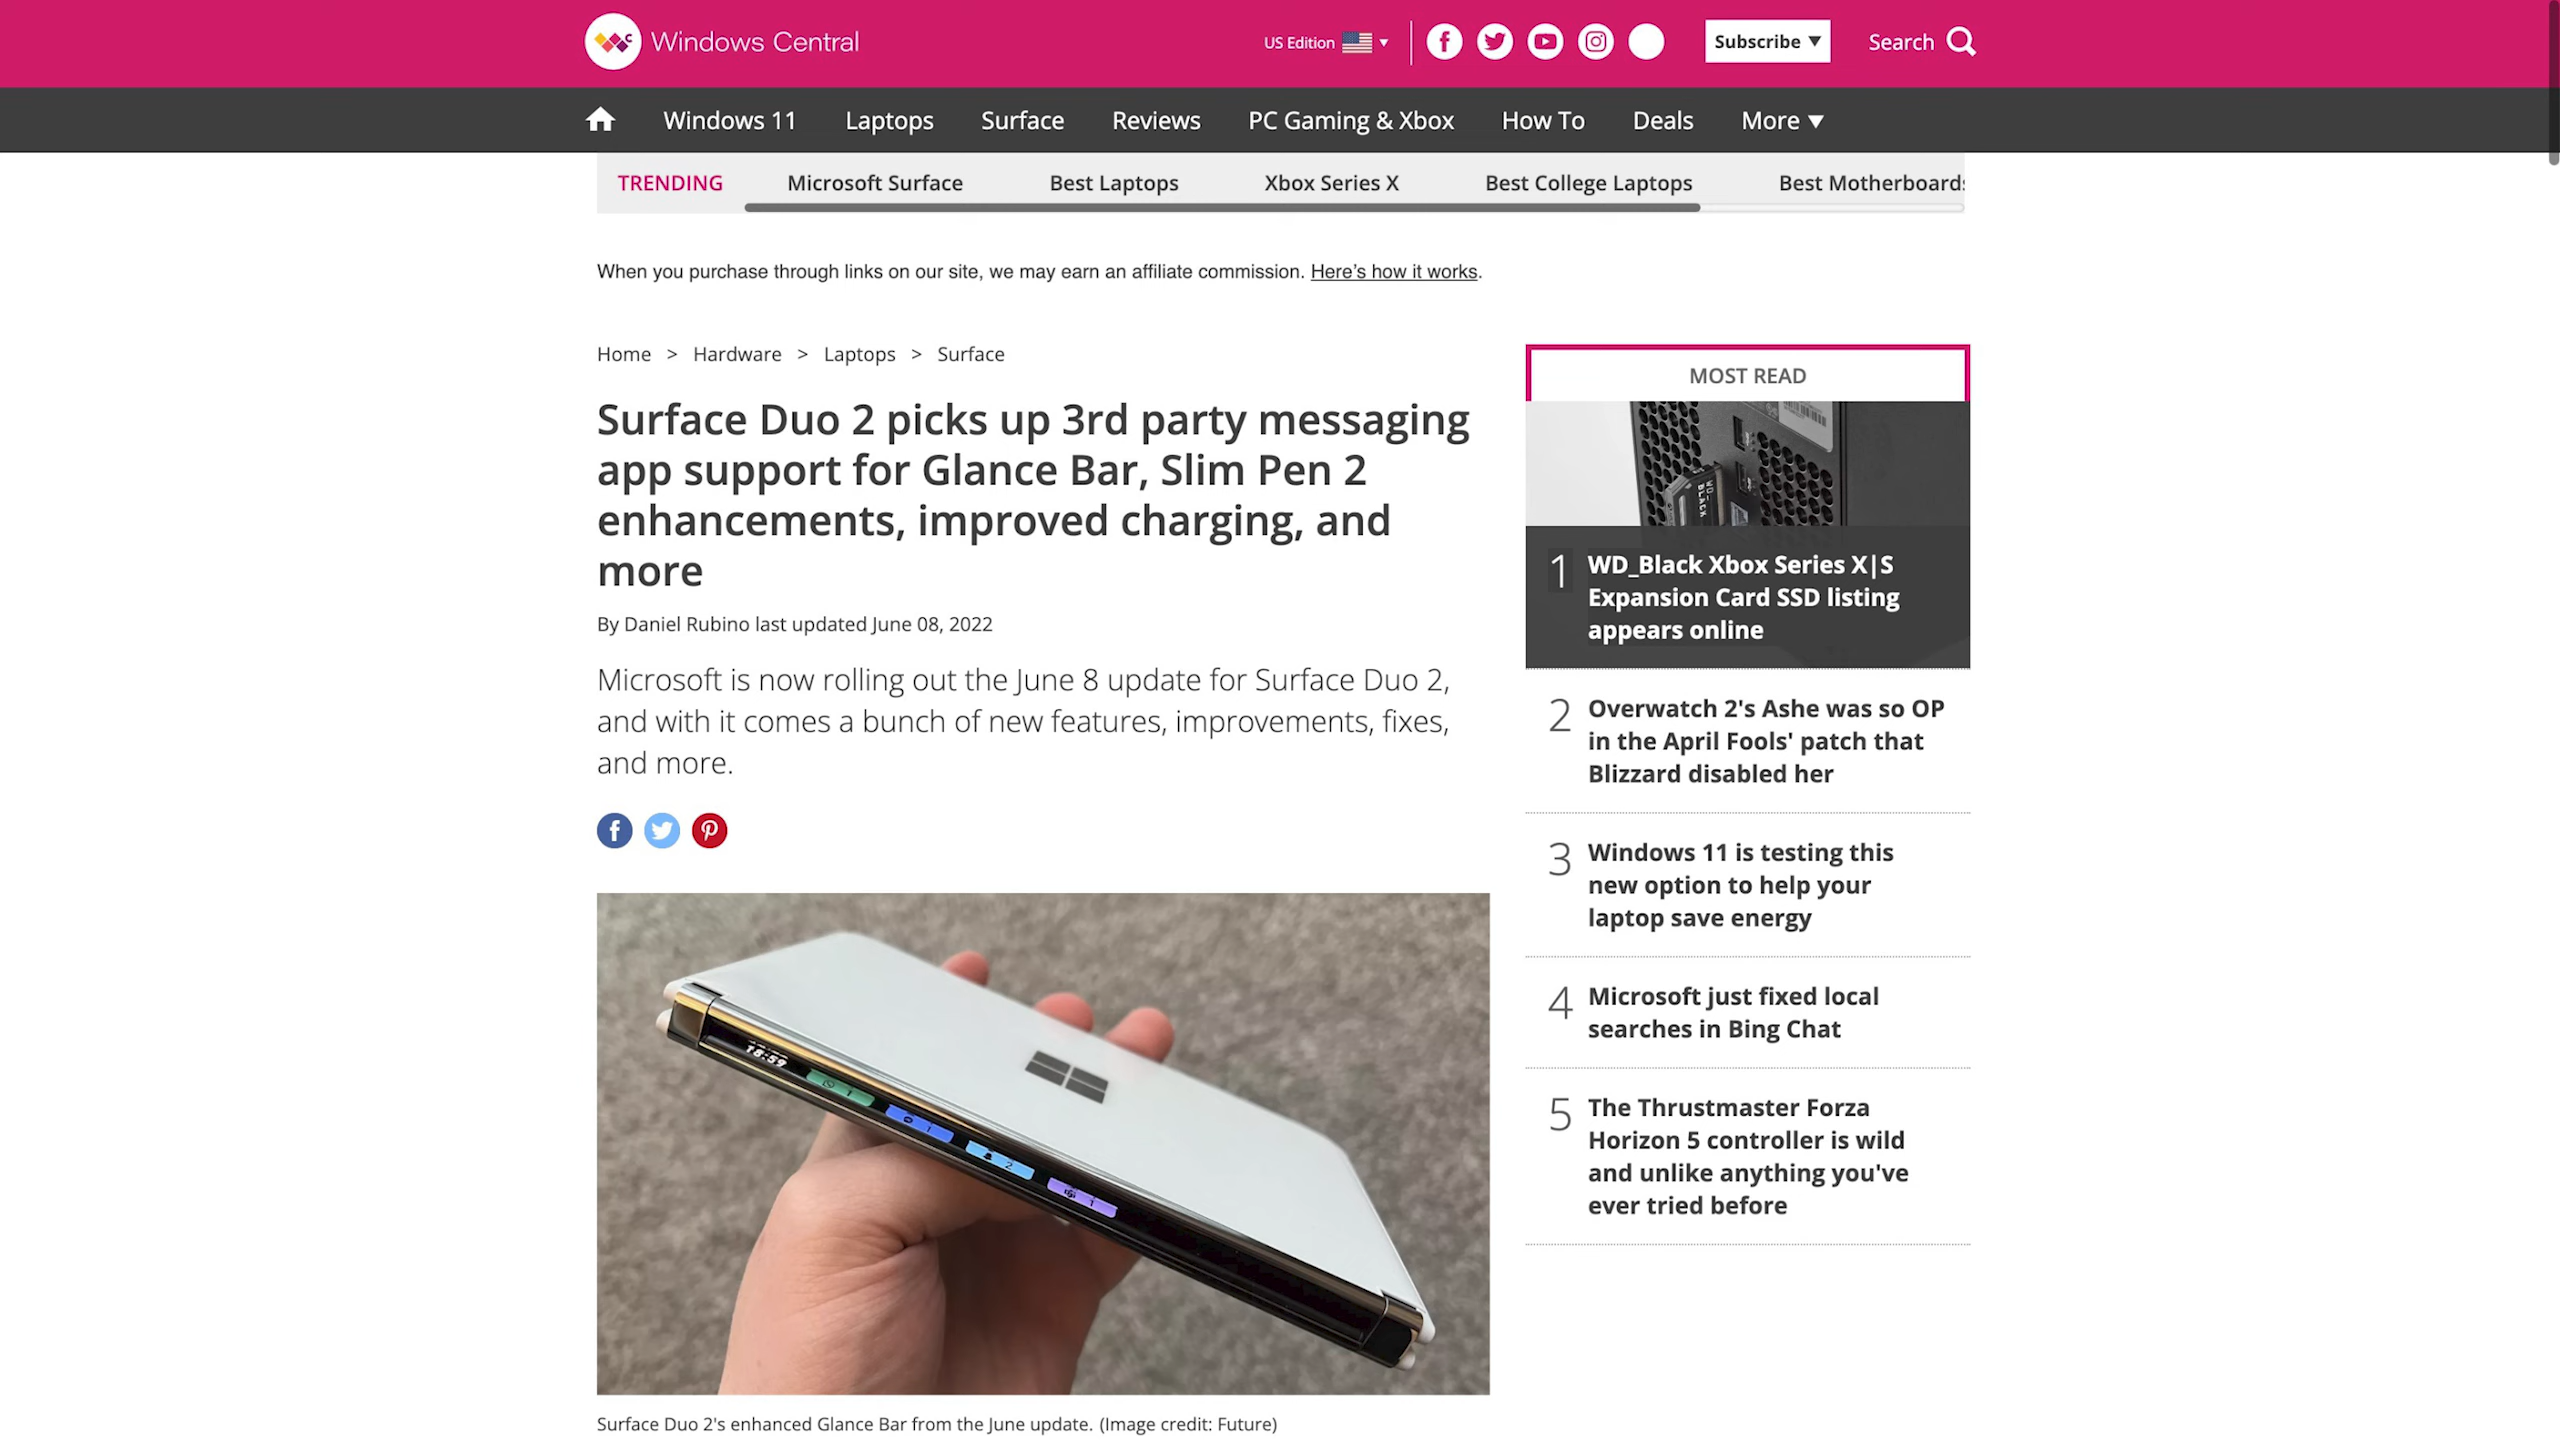 Windows Central
US Edition
Subscribe
Search
Windows 11
Laptops
Surface
Reviews
PC Gaming & Xbox
How To
Deals
More
TRENDING
Microsoft Surface
Best Laptops
Xbox Series X
Best College Laptops
Best Motherboards
When you purchase through links on our site, we may earn an affiliate commission. Here's how it works.
Home > Hardware > Laptops > Surface
Surface Duo 2 picks up 3rd party messaging
app support for Glance Bar, Slim Pen 2
enhancements, improved charging, and
more
By Daniel Rubino last updated June 08, 2022
Microsoft is now rolling out the June 8 update for Surface Duo 2,
and with it comes a bunch of new features, improvements, fixes,
and more.
18:59
1
1
2
1
Surface Duo 2's enhanced Glance Bar from the June update. (Image credit: Future)
MOST READ
WD_BLACK
1 WD_Black Xbox Series X|S
Expansion Card SSD listing
appears online
2 Overwatch 2's Ashe was so OP
in the April Fools' patch that
Blizzard disabled her
3 Windows 11 is testing this
new option to help your
laptop save energy
4 Microsoft just fixed local
searches in Bing Chat
5 The Thrustmaster Forza
Horizon 5 controller is wild
and unlike anything you've
ever tried before